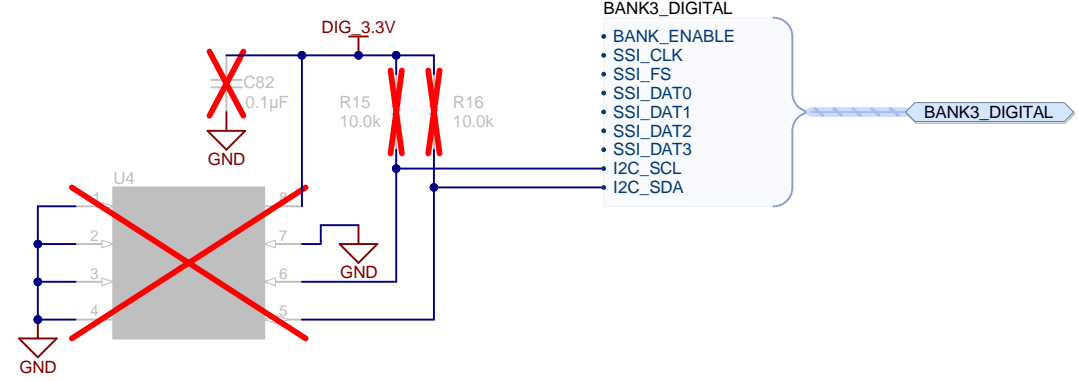 BANK3_DIGITAL
DIG_3.3V
BANK_ENABLE
SSI_CLK
SSI_FS
SSI_DAT0
SSI_DAT1
SSI_DAT2
SSI_DAT3
I2C_SCL
I2C_SDA
BANK3_DIGITAL
C82
0.1µF
GND
R15
10.0k
R16
10.0k
U4
1
8
2
7
3
6
4
5
GND
GND